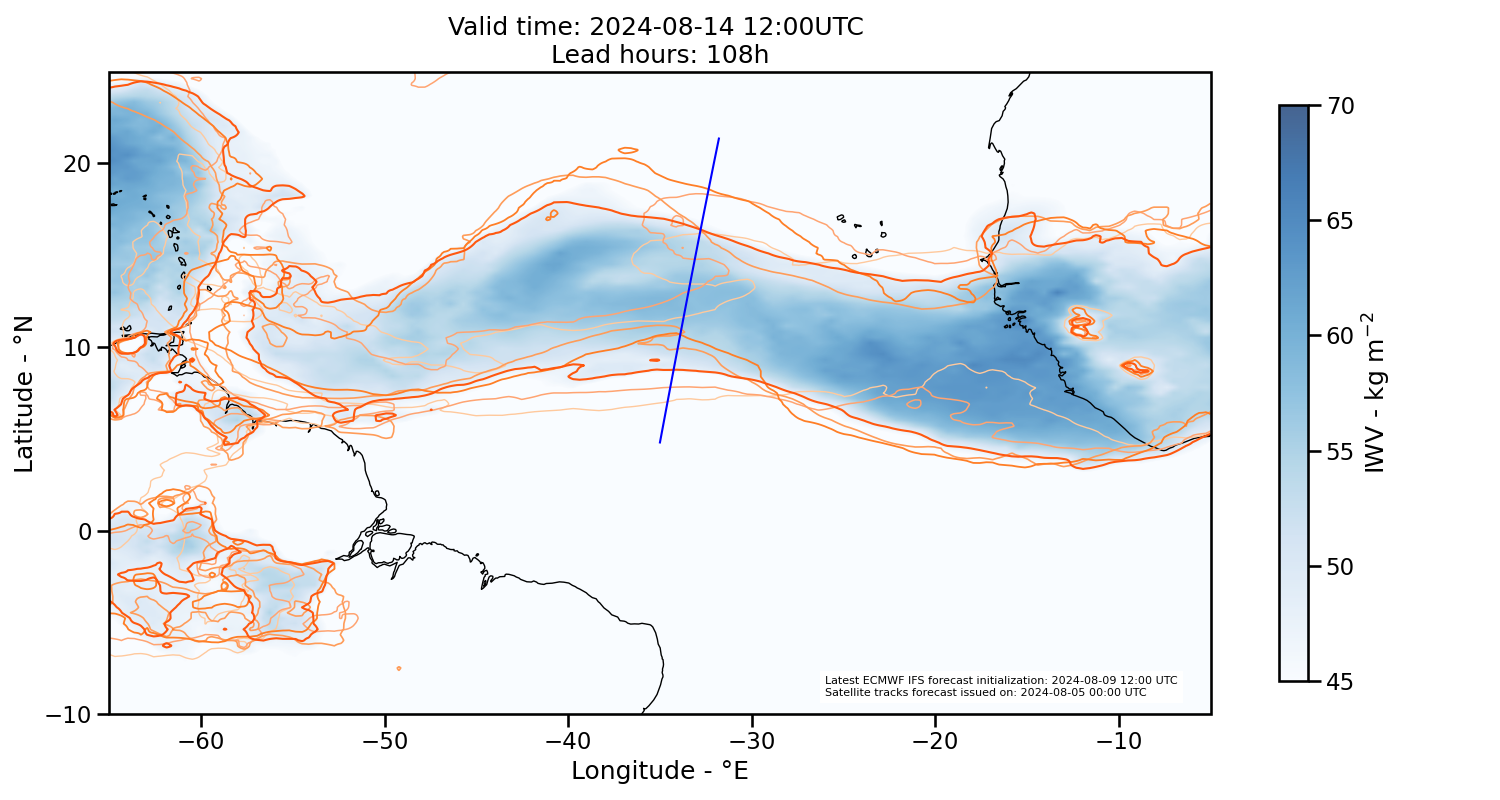 Valid time: 2024-08-14 12:00UTC
Lead hours: 108h
20
10
0
−10
Latitude - °N
−60
−50
−40
−30
−20
−10
Longitude - °E
Latest ECMWF IFS forecast initialization: 2024-08-09 12:00 UTC
Satellite tracks forecast issued on: 2024-08-05 00:00 UTC
70
65
60
55
50
45
IWV - kg m−2